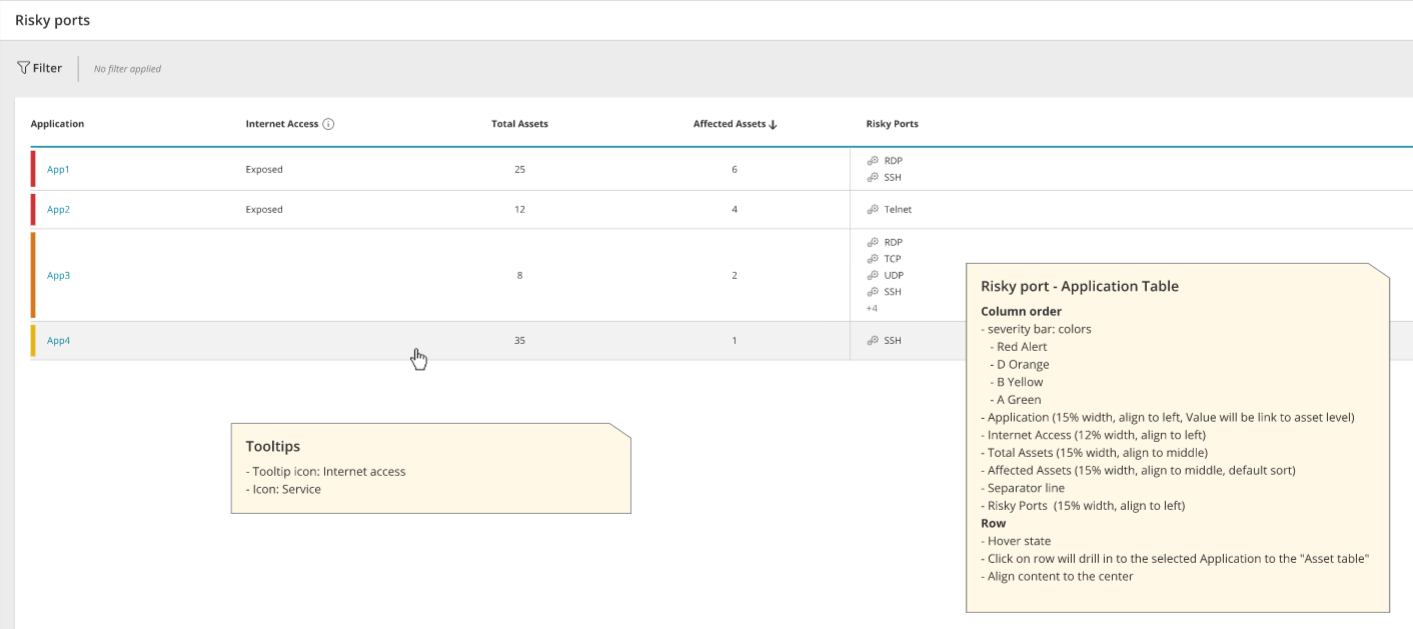 Risky ports
Filter
No filter applied
Application Internet Access Total Assets Affected Assets Risky Ports
App1 Exposed 25 6 RDP
SSH
App2 Exposed 12 4 Telnet
App3 8 2 RDP
TCP
UDP
SSH
+4
App4 35 1 SSH
Tooltips
- Tooltip icon: Internet access
- Icon: Service
Risky port - Application Table
Column order
- severity bar: colors
- Red Alert
- D Orange
- B Yellow
- A Green
- Application (15% width, align to left, Value will be link to asset level)
- Internet Access (12% width, align to left)
- Total Assets (15% width, align to middle)
- Affected Assets (15% width, align to middle, default sort)
- Separator line
- Risky Ports (15% width, align to left)
Row
- Hover state
- Click on row will drill in to the selected Application to the "Asset table"
- Align content to the center